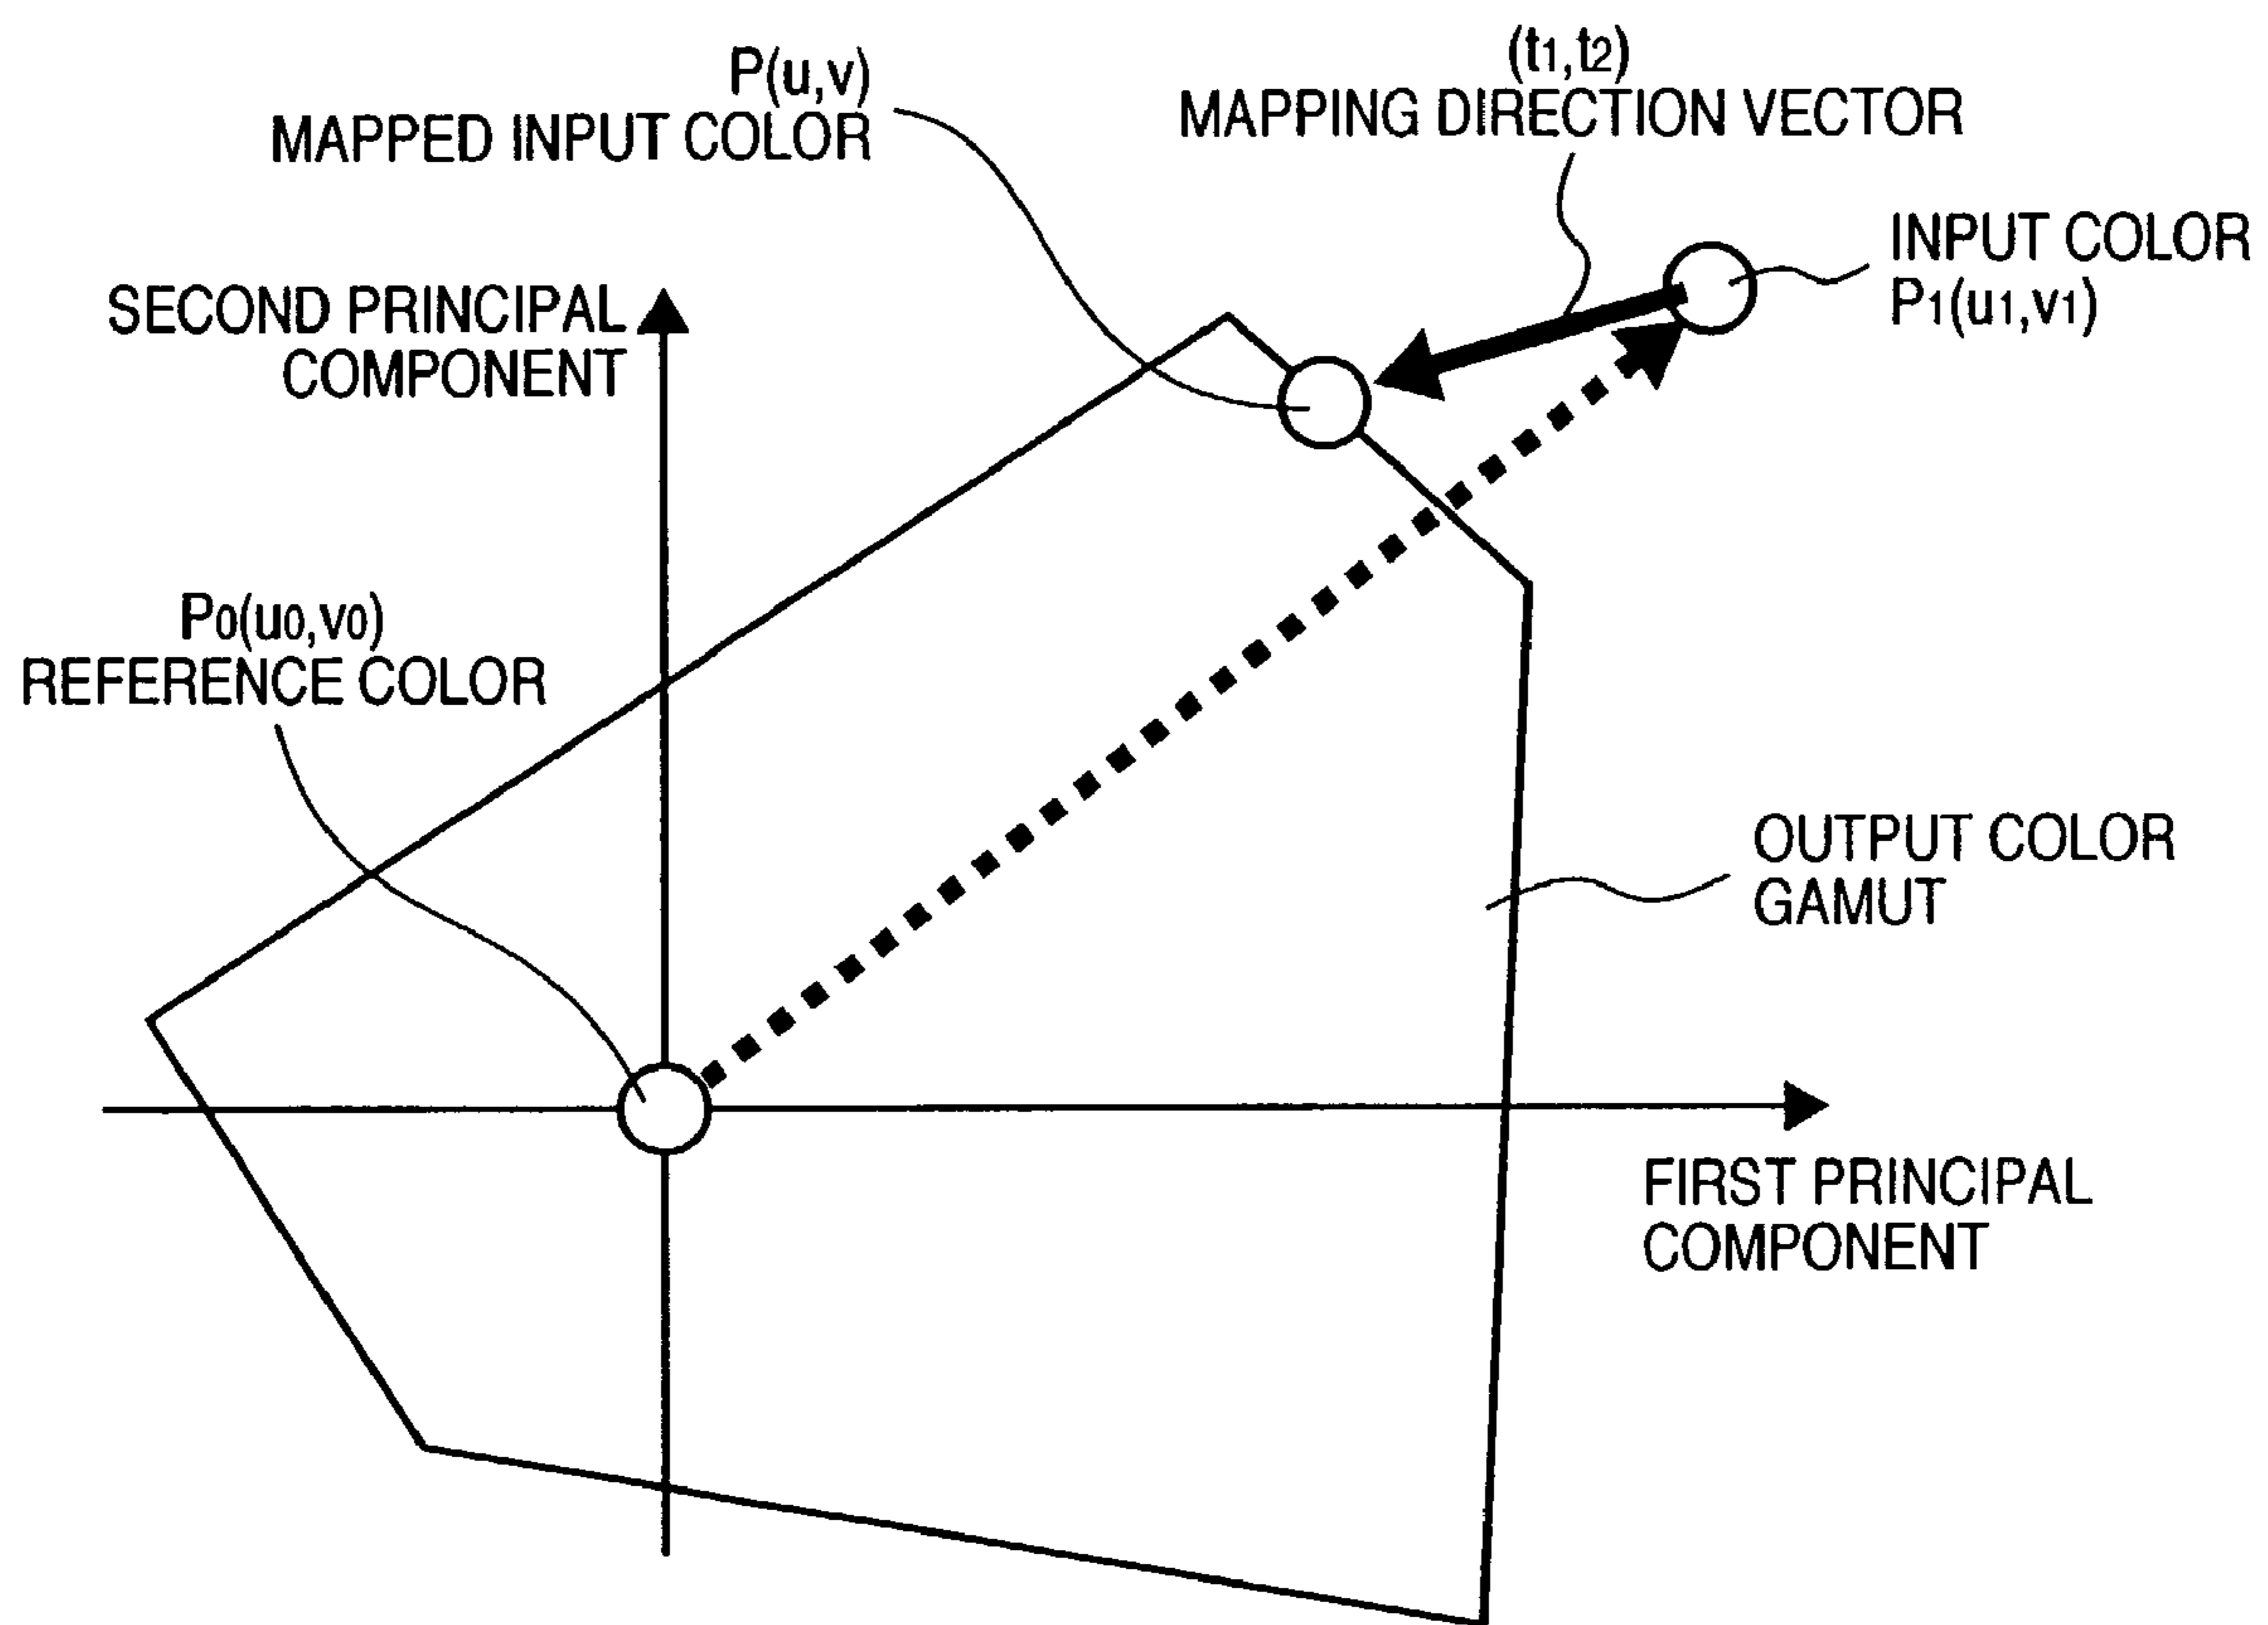 P(u,v)
MAPPED INPUT COLOR
(t1,t2)
MAPPING DIRECTION VECTOR
INPUT COLOR
P1(u1,v1)
SECOND PRINCIPAL
COMPONENT
P0(u0,v0)
REFERENCE COLOR
OUTPUT COLOR
GAMUT
FIRST PRINCIPAL
COMPONENT